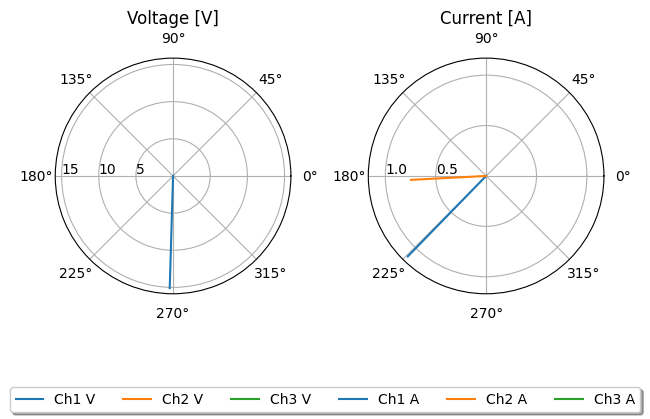 Voltage [V]
Current [A]
90°
90°
135°
45°
135°
45°
180°
15
10
5
0°
180°
1.0
0.5
0°
225°
315°
225°
315°
270°
270°
Ch1 V
Ch2 V
Ch3 V
Ch1 A
Ch2 A
Ch3 A